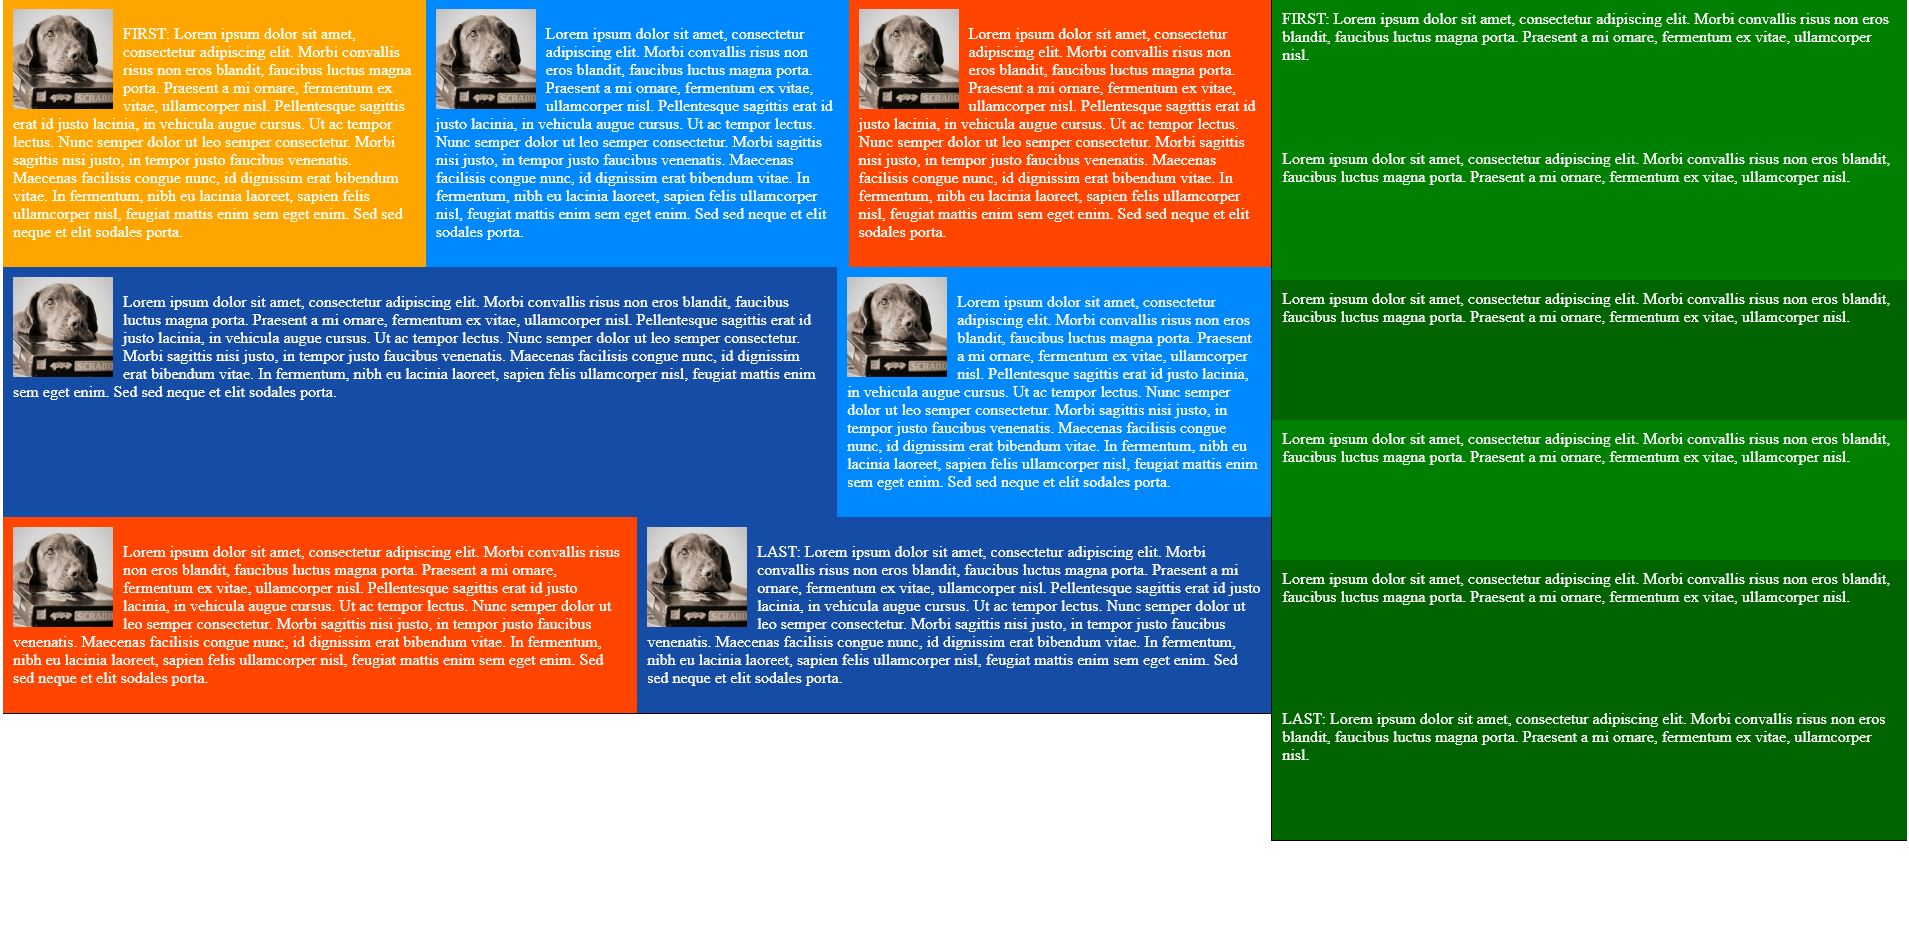 FIRST: Lorem ipsum dolor sit amet,
consectetur adipiscing elit. Morbi convallis
risus non eros blandit, faucibus luctus magna
porta. Praesent a mi ornare, fermentum ex
vitae, ullamcorper nisl. Pellentesque sagittis
erat id justo lacinia, in vehicula augue cursus. Ut ac tempor
lectus. Nunc semper dolor ut leo semper consectetur. Morbi
sagittis nisi justo, in tempor justo faucibus venenatis.
Maecenas facilisis congue nunc, id dignissim erat bibendum
vitae. In fermentum, nibh eu lacinia laoreet, sapien felis
ullamcorper nisl, feugiat mattis enim sem eget enim. Sed sed
neque et elit sodales porta.
SCRABB
Lorem ipsum dolor sit amet, consectetur
adipiscing elit. Morbi convallis risus non
eros blandit, faucibus luctus magna porta.
Praesent a mi ornare, fermentum ex vitae,
ullamcorper nisl. Pellentesque sagittis erat id
justo lacinia, in vehicula augue cursus. Ut ac tempor lectus.
Nunc semper dolor ut leo semper consectetur. Morbi sagittis
nisi justo, in tempor justo faucibus venenatis. Maecenas
facilisis congue nunc, id dignissim erat bibendum vitae. In
fermentum, nibh eu lacinia laoreet, sapien felis ullamcorper
nisl, feugiat mattis enim sem eget enim. Sed sed neque et elit
sodales porta.
SCRABB
Lorem ipsum dolor sit amet, consectetur
adipiscing elit. Morbi convallis risus non
eros blandit, faucibus luctus magna porta.
Praesent a mi ornare, fermentum ex vitae,
ullamcorper nisl. Pellentesque sagittis erat id
justo lacinia, in vehicula augue cursus. Ut ac tempor lectus.
Nunc semper dolor ut leo semper consectetur. Morbi sagittis
nisi justo, in tempor justo faucibus venenatis. Maecenas
facilisis congue nunc, id dignissim erat bibendum vitae. In
fermentum, nibh eu lacinia laoreet, sapien felis ullamcorper
nisl, feugiat mattis enim sem eget enim. Sed sed neque et elit
sodales porta.
SCRABB
Lorem ipsum dolor sit amet, consectetur adipiscing elit. Morbi convallis risus non eros blandit, faucibus
luctus magna porta. Praesent a mi ornare, fermentum ex vitae, ullamcorper nisl. Pellentesque sagittis erat id
justo lacinia, in vehicula augue cursus. Ut ac tempor lectus. Nunc semper dolor ut leo semper consectetur.
Morbi sagittis nisi justo, in tempor justo faucibus venenatis. Maecenas facilisis congue nunc, id dignissim
erat bibendum vitae. In fermentum, nibh eu lacinia laoreet, sapien felis ullamcorper nisl, feugiat mattis enim
sem eget enim. Sed sed neque et elit sodales porta.
SCRABB
Lorem ipsum dolor sit amet, consectetur
adipiscing elit. Morbi convallis risus non eros
blandit, faucibus luctus magna porta. Praesent
a mi ornare, fermentum ex vitae, ullamcorper
nisl. Pellentesque sagittis erat id justo lacinia,
in vehicula augue cursus. Ut ac tempor lectus. Nunc semper
dolor ut leo semper consectetur. Morbi sagittis nisi justo, in
tempor justo faucibus venenatis. Maecenas facilisis congue
nunc, id dignissim erat bibendum vitae. In fermentum, nibh eu
lacinia laoreet, sapien felis ullamcorper nisl, feugiat mattis enim
sem eget enim. Sed sed neque et elit sodales porta.
SCRABB
Lorem ipsum dolor sit amet, consectetur adipiscing elit. Morbi convallis risus
non eros blandit, faucibus luctus magna porta. Praesent a mi ornare,
fermentum ex vitae, ullamcorper nisl. Pellentesque sagittis erat id justo
lacinia, in vehicula augue cursus. Ut ac tempor lectus. Nunc semper dolor ut
leo semper consectetur. Morbi sagittis nisi justo, in tempor justo faucibus
venenatis. Maecenas facilisis congue nunc, id dignissim erat bibendum vitae. In fermentum,
nibh eu lacinia laoreet, sapien felis ullamcorper nisl, feugiat mattis enim sem eget enim. Sed
sed neque et elit sodales porta.
SCRABB
LAST: Lorem ipsum dolor sit amet, consectetur adipiscing elit. Morbi
convallis risus non eros blandit, faucibus luctus magna porta. Praesent a mi
ornare, fermentum ex vitae, ullamcorper nisl. Pellentesque sagittis erat id justo
lacinia, in vehicula augue cursus. Ut ac tempor lectus. Nunc semper dolor ut
leo semper consectetur. Morbi sagittis nisi justo, in tempor justo faucibus
venenatis. Maecenas facilisis congue nunc, id dignissim erat bibendum vitae. In fermentum,
nibh eu lacinia laoreet, sapien felis ullamcorper nisl, feugiat mattis enim sem eget enim. Sed
sed neque et elit sodales porta.
SCRABB
FIRST: Lorem ipsum dolor sit amet, consectetur adipiscing elit. Morbi convallis risus non eros
blandit, faucibus luctus magna porta. Praesent a mi ornare, fermentum ex vitae, ullamcorper
nisl.
Lorem ipsum dolor sit amet, consectetur adipiscing elit. Morbi convallis risus non eros blandit,
faucibus luctus magna porta. Praesent a mi ornare, fermentum ex vitae, ullamcorper nisl.
Lorem ipsum dolor sit amet, consectetur adipiscing elit. Morbi convallis risus non eros blandit,
faucibus luctus magna porta. Praesent a mi ornare, fermentum ex vitae, ullamcorper nisl.
Lorem ipsum dolor sit amet, consectetur adipiscing elit. Morbi convallis risus non eros blandit,
faucibus luctus magna porta. Praesent a mi ornare, fermentum ex vitae, ullamcorper nisl.
Lorem ipsum dolor sit amet, consectetur adipiscing elit. Morbi convallis risus non eros blandit,
faucibus luctus magna porta. Praesent a mi ornare, fermentum ex vitae, ullamcorper nisl.
LAST: Lorem ipsum dolor sit amet, consectetur adipiscing elit. Morbi convallis risus non eros
blandit, faucibus luctus magna porta. Praesent a mi ornare, fermentum ex vitae, ullamcorper
nisl.